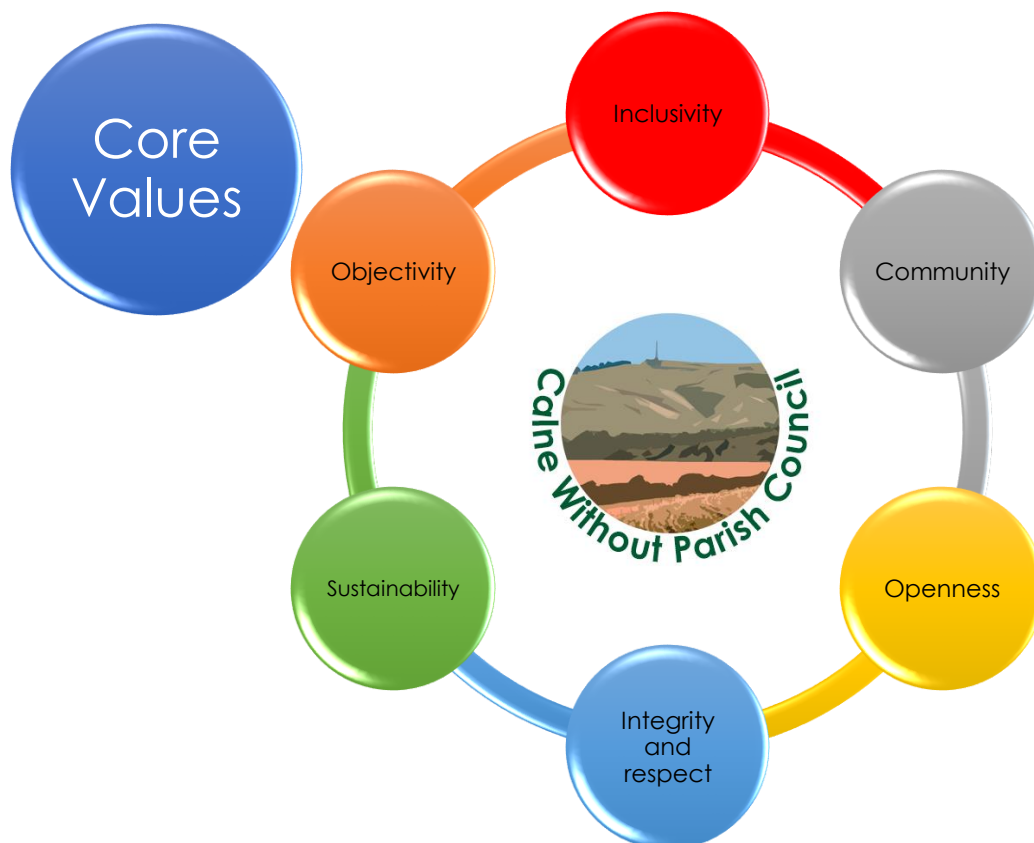 Core
Values
Inclusivity
Community
Openness
Integrity
and
respect
Sustainability
Objectivity
Calne Without Parish Council